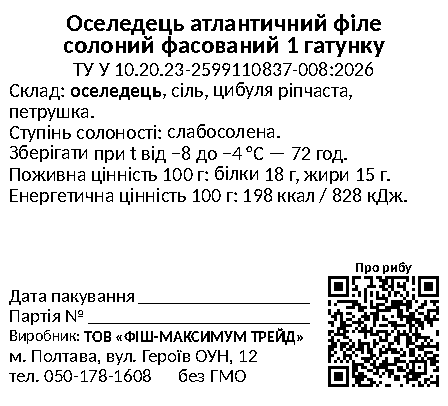 Оселедець атлантичний філе
солоний фасований 1 гатунку
ТУ У 10.20.23-2599110837-008:2026
Склад: оселедець, сіль, цибуля ріпчаста,
петрушка.
Ступінь солоності: слабосолена.
Зберігати при t від −8 до −4 °С — 72 год.
Поживна цінність 100 г: білки 18 г, жири 15 г.
Енергетична цінність 100 г: 198 ккал / 828 кДж.
Про рибу
Дата пакування ____________________
Партія № __________________________
Виробник: ТОВ «ФІШ-МАКСИМУМ ТРЕЙД»
м. Полтава, вул. Героїв ОУН, 12
тел. 050-178-1608 без ГМО